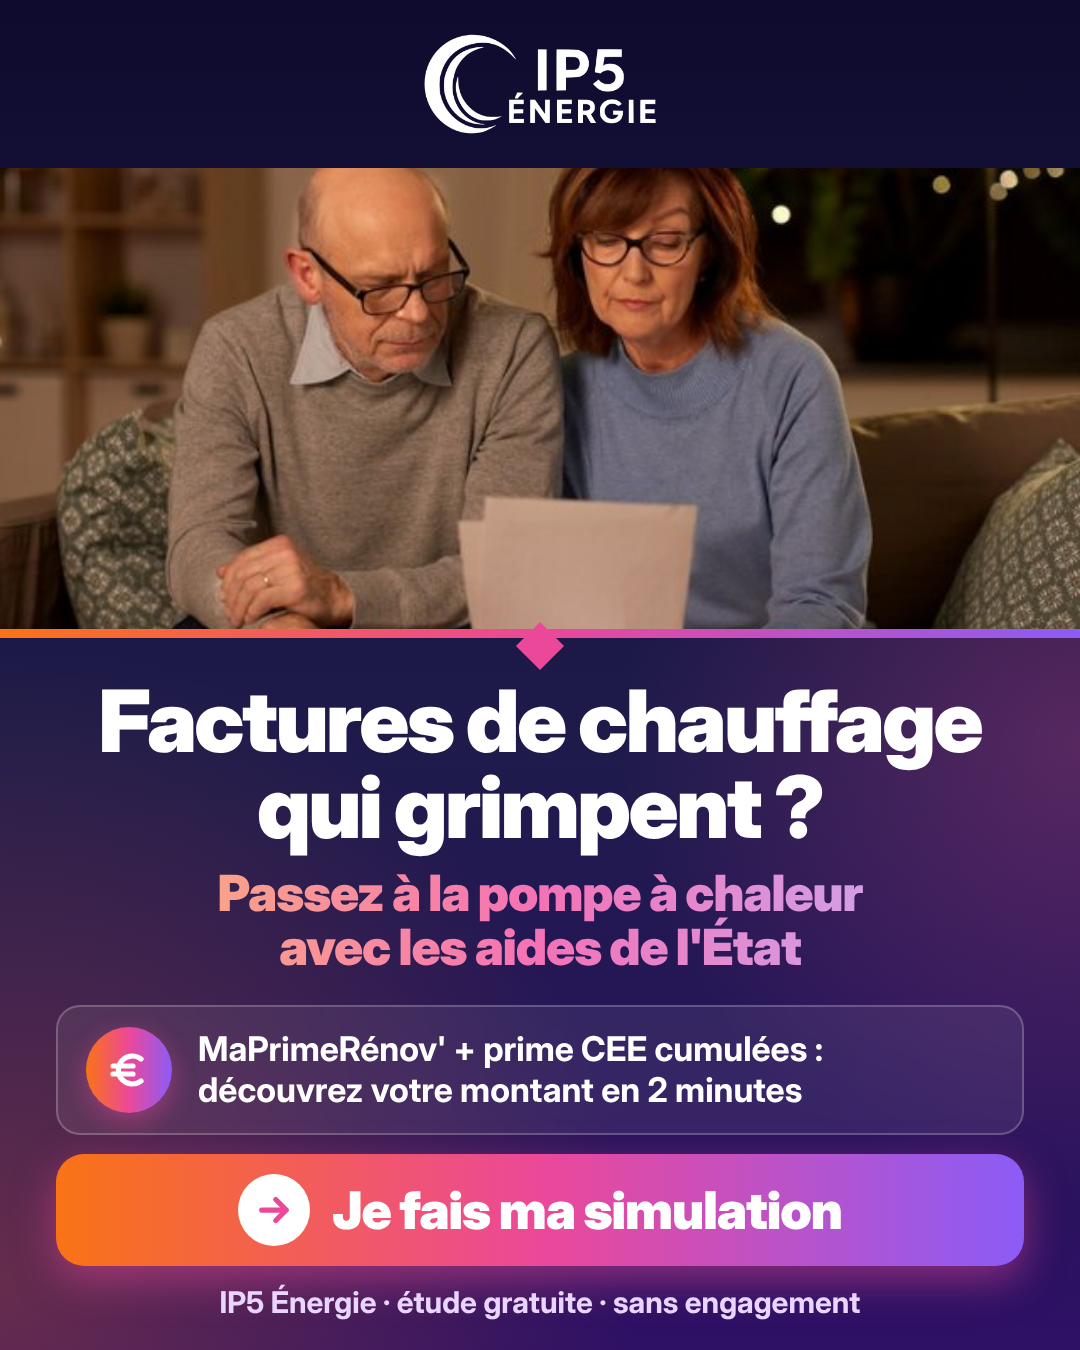 IP5
ÉNERGIE
Factures de chauffage
qui grimpent ?
Passez à la pompe à chaleur
avec les aides de l'État
€
MaPrimeRénov' + prime CEE cumulées :
découvrez votre montant en 2 minutes
Je fais ma simulation
IP5 Énergie · étude gratuite · sans engagement